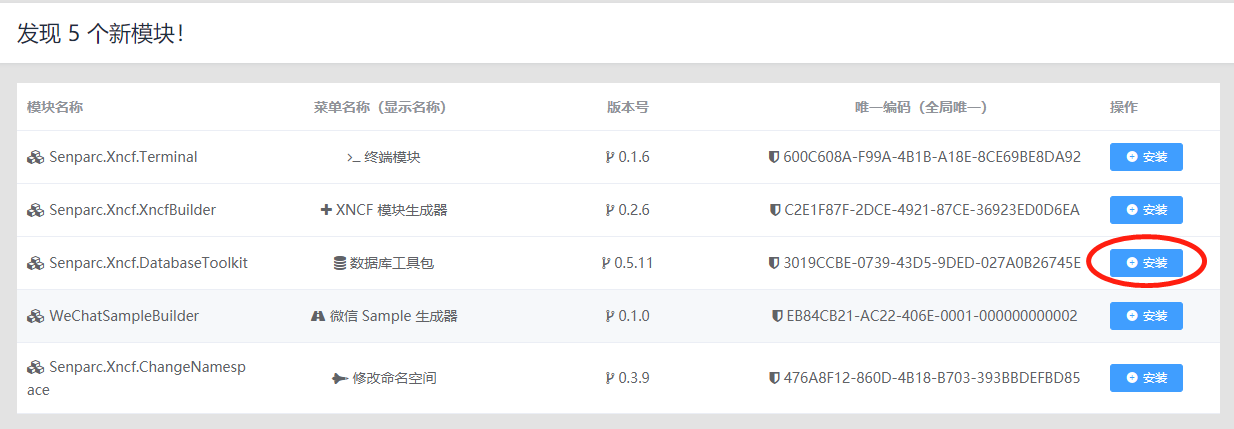 发现 5 个新模块！
模块名称 菜单名称（显示名称） 版本号 唯一编码（全局唯一） 操作
Senparc.Xncf.Terminal 终端模块 0.1.6 600C608A-F99A-4B1B-A18E-8CE69BE8DA92 安装
Senparc.Xncf.XncfBuilder XNCF 模块生成器 0.2.6 C2E1F87F-2DCE-4921-87CE-36923ED0D6EA 安装
Senparc.Xncf.DatabaseToolkit 数据库工具包 0.5.11 3019CCBE-0739-43D5-9DED-027A0B26745E 安装
WeChatSampleBuilder 微信 Sample 生成器 0.1.0 EB84CB21-AC22-406E-0001-000000000002 安装
Senparc.Xncf.ChangeNamesp
ace 修改命名空间 0.3.9 476A8F12-860D-4B18-B703-393BBDEFBD85 安装